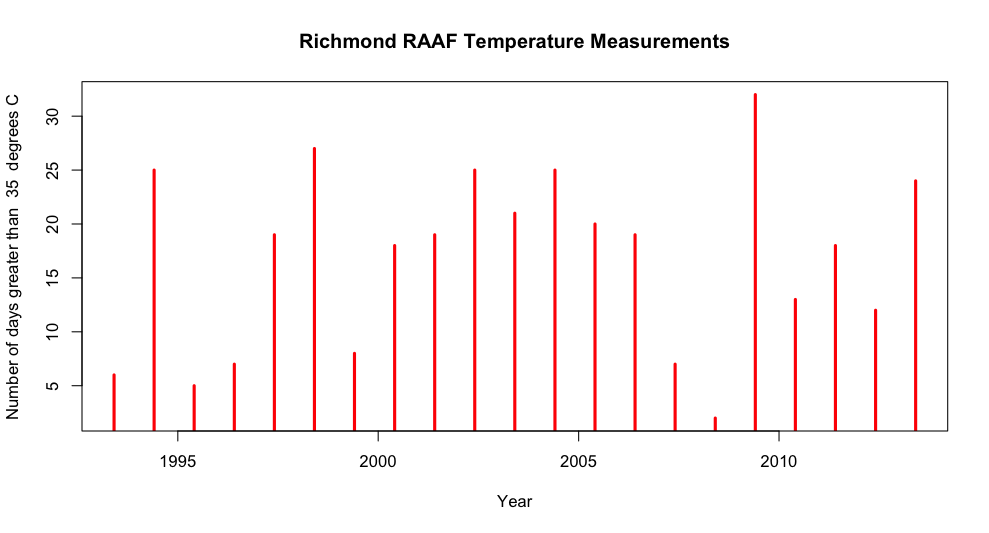 Richmond RAAF Temperature Measurements
Number of days greater than  35  degrees C
30
25
20
15
10
5
1995 2000 2005 2010
Year